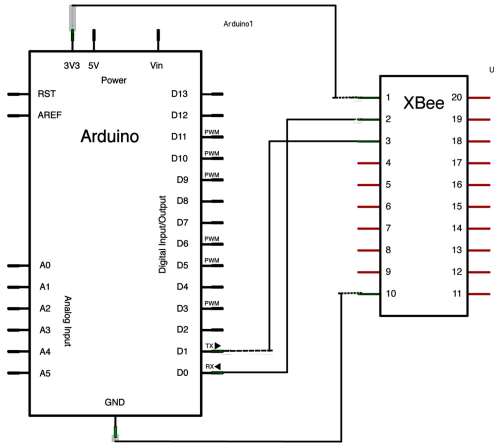 Arduino1
3V3 5V Vin
Power
U
RST D13
AREF D12
Arduino
D11 PWM
D10 PWM
D9 PWM
D8
D7
D6 PWM
A0 D5 PWM
A1 D4
A2 D3 PWM
A3 D2
A4 D1 TX
A5 D0 RX
Digital Input/Output
Analog Input
GND
XBee
1 20
2 19
3 18
4 17
5 16
6 15
7 14
8 13
9 12
10 11